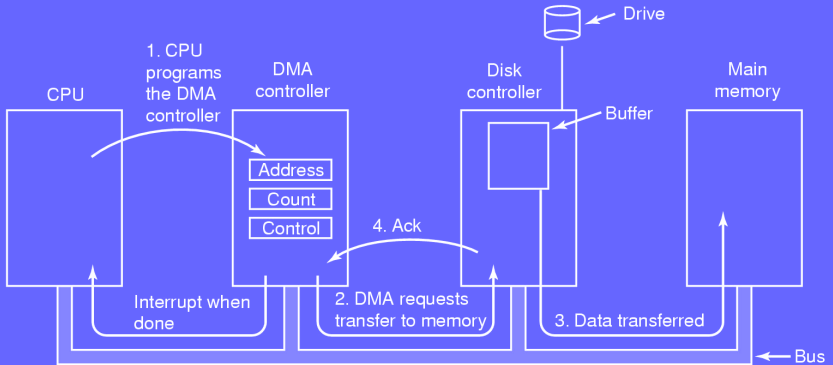 Drive
1. CPU
programs
the DMA
controller
CPU
DMA
controller
Disk
controller
Main
memory
Buffer
Address
Count
Control
4. Ack
Interrupt when
done
2. DMA requests
transfer to memory
3. Data transferred
Bus